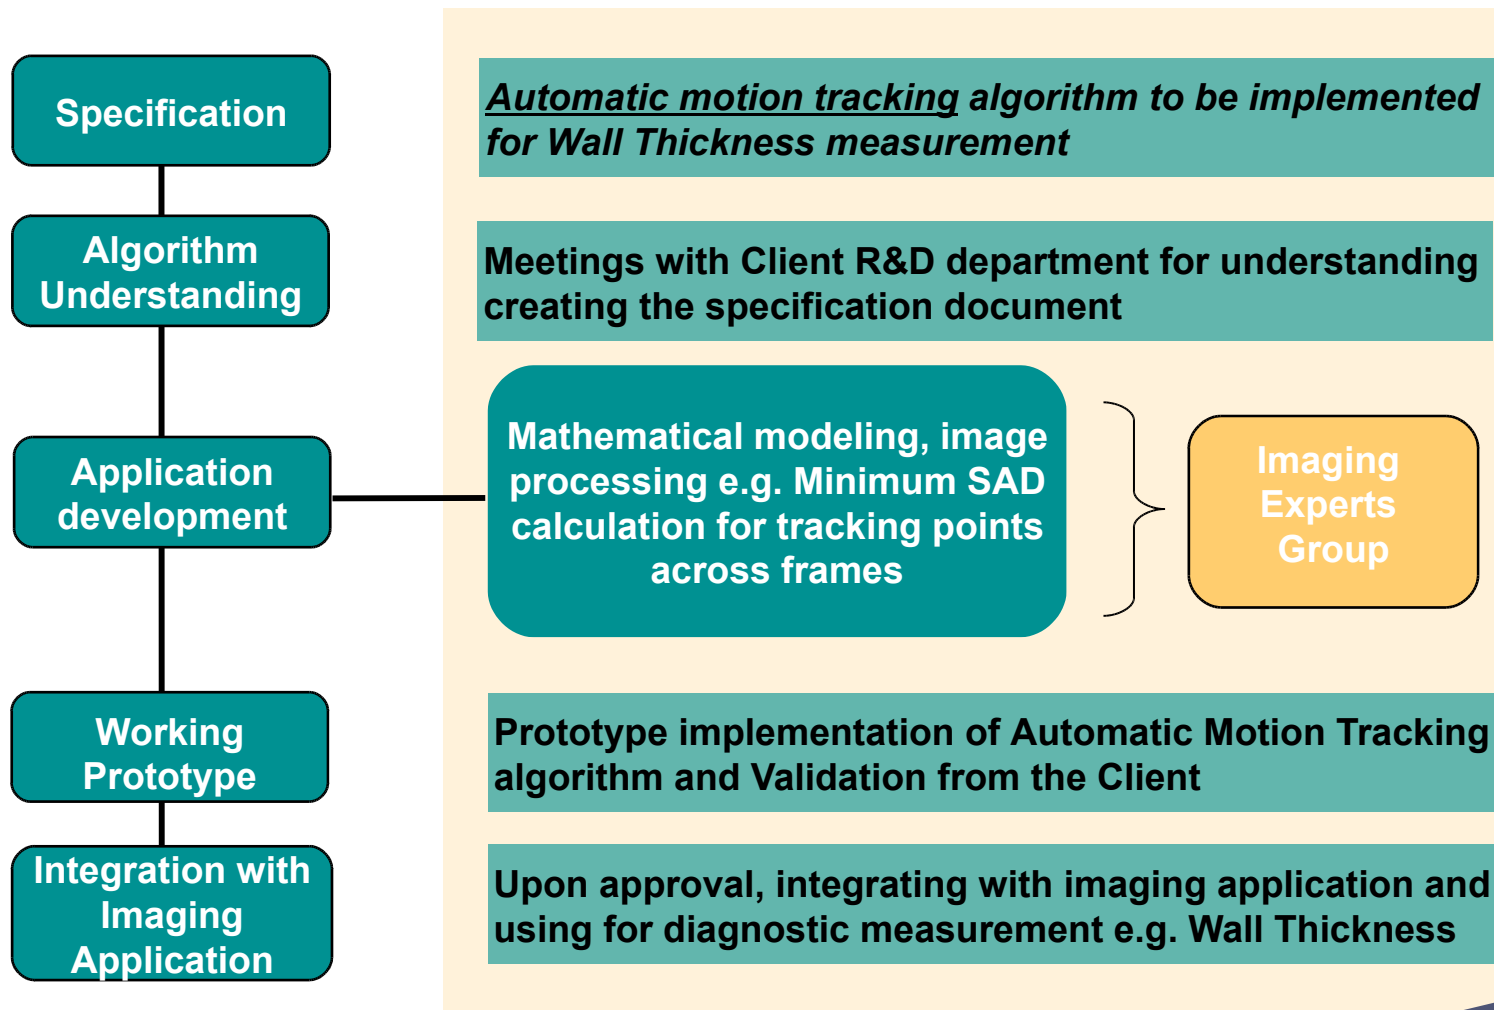 Specification
Automatic motion tracking algorithm to be implemented
for Wall Thickness measurement
Algorithm
Understanding
Meetings with Client R&D department for understanding
creating the specification document
Application
development
Mathematical modeling, image
processing e.g. Minimum SAD
calculation for tracking points
across frames
Imaging
Experts
Group
Working
Prototype
Prototype implementation of Automatic Motion Tracking
algorithm and Validation from the Client
Integration with
Imaging
Application
Upon approval, integrating with imaging application and
using for diagnostic measurement e.g. Wall Thickness